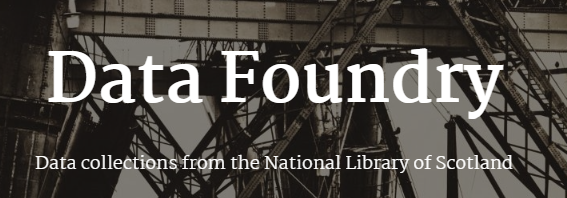 Data Foundry
Data collections from the National Library of Scotland